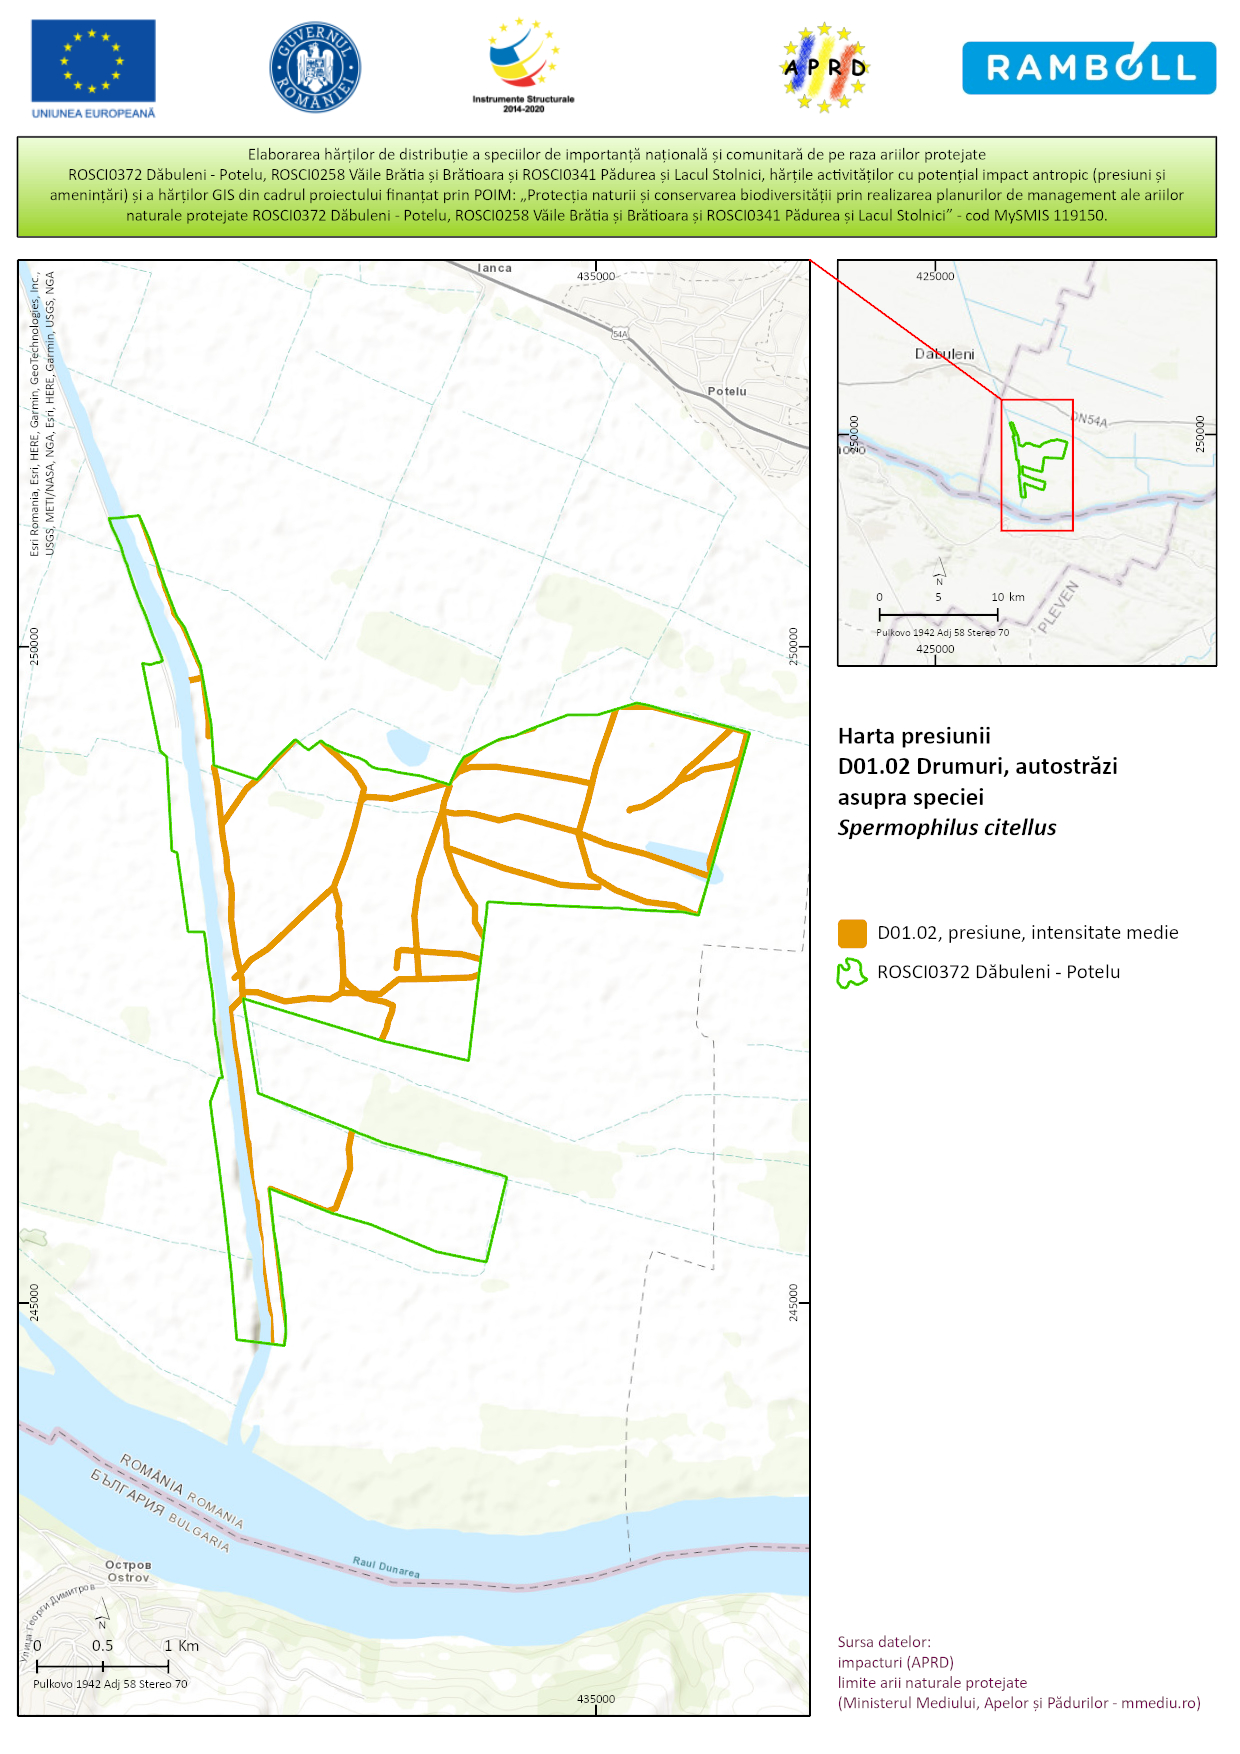 UNIUNEA EUROPEANĂ
GUVERNUL ROMÂNIEI
Instrumente Structurale
2014-2020
APRD
RAMBOLL
Elaborarea hărților de distribuție a speciilor de importanță națională și comunitară de pe raza ariilor protejate
ROSCI0372 Dăbuleni - Potelu, ROSCI0258 Văile Brătia și Brătioara și ROSCI0341 Pădurea și Lacul Stolnici, hărțile activităților cu potențial impact antropic (presiuni și
amenințări) și a hărților GIS din cadrul proiectului finanțat prin POIM: „Protecția naturii si conservarea biodiversității prin realizarea planurilor de management ale ariilor
naturale protejate ROSCI0372 Dăbuleni - Potelu, ROSCI0258 Văile Brătia și Brătioara și ROSCI0341 Pădurea și Lacul Stolnici” - cod MySMIS 119150.
Esri Romania, Esri, HERE, Garmin, GeoTechnologies, Inc.,
USGS, METI/NASA, NGA, Esri, HERE, Garmin, USGS, NGA
Ianca
435000
54A
Potelu
250000
250000
245000
245000
ROMÂNIA ROMANIA
БЪЛГАРИЯ BULGARIA
Raul Dunarea
Остров
Ostrov
Улица Георги Димитров
N
0 0.5 1 Km
Pulkovo 1942 Adj 58 Stereo 70
435000
425000
Dabuleni
DN54A
250000
250000
PLEVEN
N
0 5 10 km
Pulkovo 1942 Adj 58 Stereo 70
425000
Harta presiunii
D01.02 Drumuri, autostrăzi
asupra speciei
Spermophilus citellus
D01.02, presiune, intensitate medie
ROSCI0372 Dăbuleni - Potelu
Sursa datelor:
impacturi (APRD)
limite arii naturale protejate
(Ministerul Mediului, Apelor și Pădurilor - mmediu.ro)